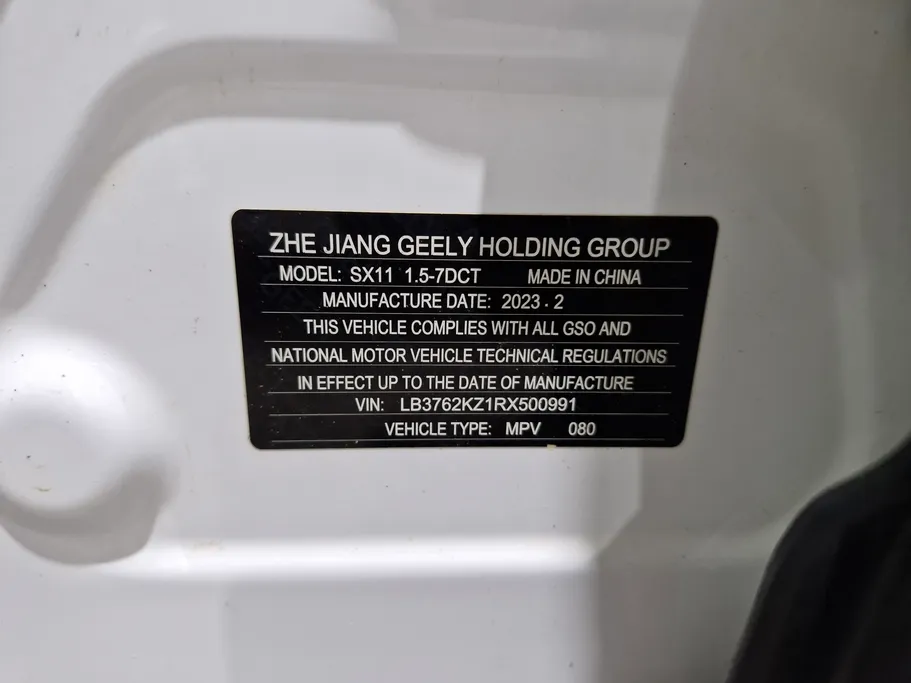 ZHE JIANG GEELY HOLDING GROUP
MODEL: SX11 1.5-7DCT MADE IN CHINA
MANUFACTURE DATE: 2023 . 2
THIS VEHICLE COMPLIES WITH ALL GSO AND
NATIONAL MOTOR VEHICLE TECHNICAL REGULATIONS
IN EFFECT UP TO THE DATE OF MANUFACTURE
VIN: LB3762KZ1RX500991
VEHICLE TYPE: MPV 080